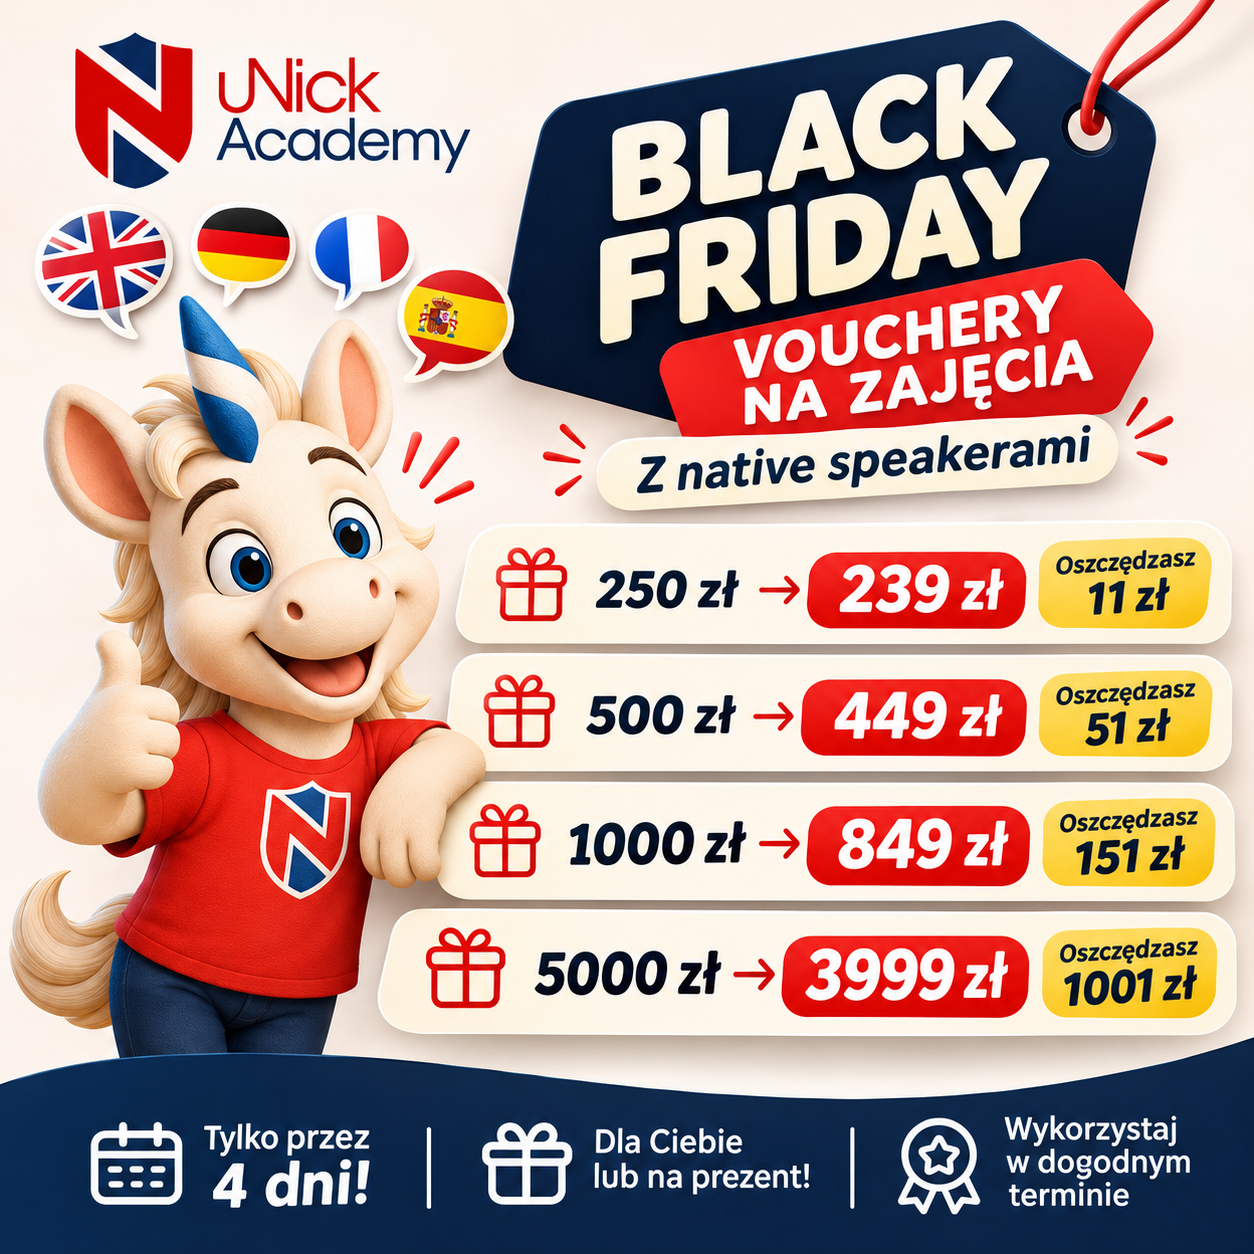 uNick
Academy
BLACK
FRIDAY
VOUCHERY
NA ZAJĘCIA
Z native speakerami
250 zł → 239 zł
Oszczędzasz
11 zł
500 zł → 449 zł
Oszczędzasz
51 zł
1000 zł → 849 zł
Oszczędzasz
151 zł
5000 zł → 3999 zł
Oszczędzasz
1001 zł
Tylko przez
4 dni!
Dla Ciebie
lub na prezent!
Wykorzystaj
w dogodnym
terminie